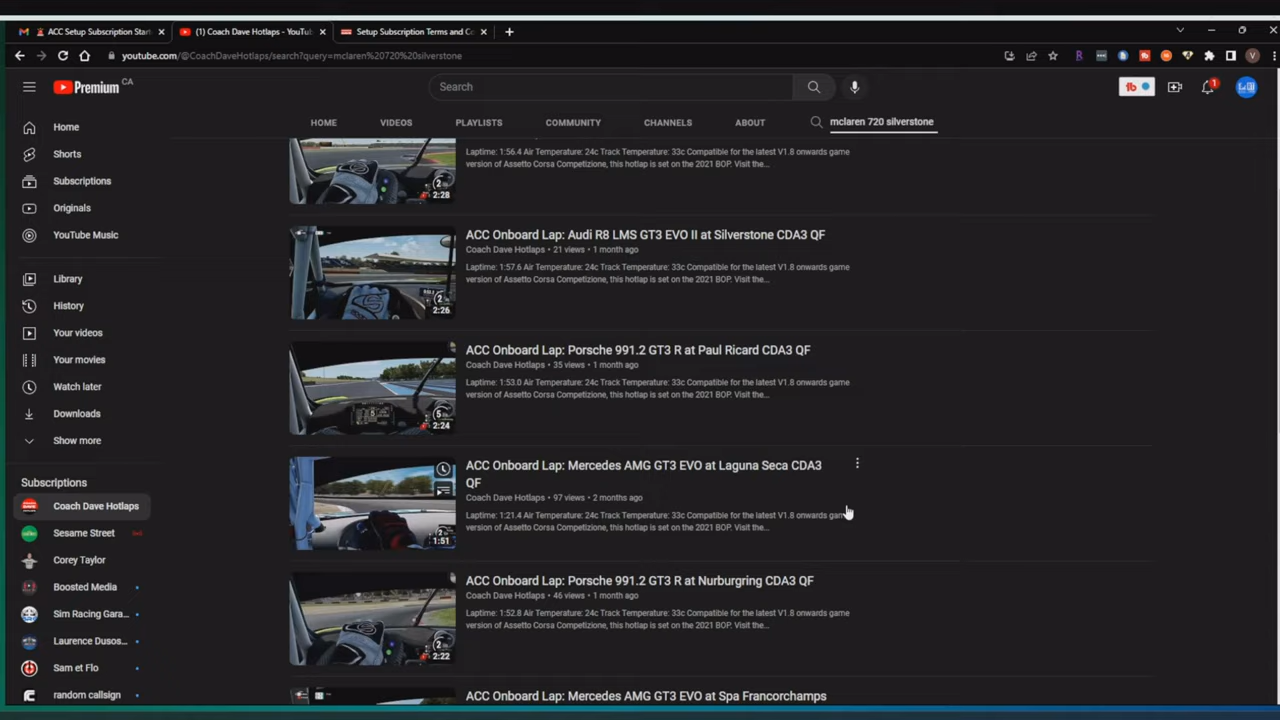 ACC Setup Subscription Star
(1) Coach Dave Hotlaps - YouTub
Setup Subscription Terms and Co
youtube.com/@CoachDaveHotlaps/search?query=mclaren%20720%20silverstone
Premium CA
Search
1
HOME VIDEOS PLAYLISTS COMMUNITY CHANNELS ABOUT mclaren 720 silverstone
Home
Shorts
Subscriptions
Originals
YouTube Music
Library
History
Your videos
Your movies
Watch later
Downloads
Show more
Subscriptions
Coach Dave Hotlaps
Sesame Street
Corey Taylor
Boosted Media
Sim Racing Gara...
Laurence Dusos...
Sam et Flo
random callsign
Laptime: 1:56.4 Air Temperature: 24c Track Temperature: 33c Compatible for the latest V1.8 onwards game
version of Assetto Corsa Competizione, this hotlap is set on the 2021 BOP. Visit the...
2:28
ACC Onboard Lap: Audi R8 LMS GT3 EVO II at Silverstone CDA3 QF
Coach Dave Hotlaps • 21 views • 1 month ago
Laptime: 1:57.6 Air Temperature: 24c Track Temperature: 33c Compatible for the latest V1.8 onwards game
version of Assetto Corsa Competizione, this hotlap is set on the 2021 BOP. Visit the...
2:26
ACC Onboard Lap: Porsche 991.2 GT3 R at Paul Ricard CDA3 QF
Coach Dave Hotlaps • 35 views • 1 month ago
Laptime: 1:53.0 Air Temperature: 24c Track Temperature: 33c Compatible for the latest V1.8 onwards game
version of Assetto Corsa Competizione, this hotlap is set on the 2021 BOP. Visit the...
2:24
ACC Onboard Lap: Mercedes AMG GT3 EVO at Laguna Seca CDA3
QF
Coach Dave Hotlaps • 97 views • 2 months ago
Laptime: 1:21.4 Air Temperature: 24c Track Temperature: 33c Compatible for the latest V1.8 onwards game
version of Assetto Corsa Competizione, this hotlap is set on the 2021 BOP. Visit the...
1:51
ACC Onboard Lap: Porsche 991.2 GT3 R at Nurburgring CDA3 QF
Coach Dave Hotlaps • 46 views • 1 month ago
Laptime: 1:52.8 Air Temperature: 24c Track Temperature: 33c Compatible for the latest V1.8 onwards game
version of Assetto Corsa Competizione, this hotlap is set on the 2021 BOP. Visit the...
2:22
ACC Onboard Lap: Mercedes AMG GT3 EVO at Spa Francorchamps